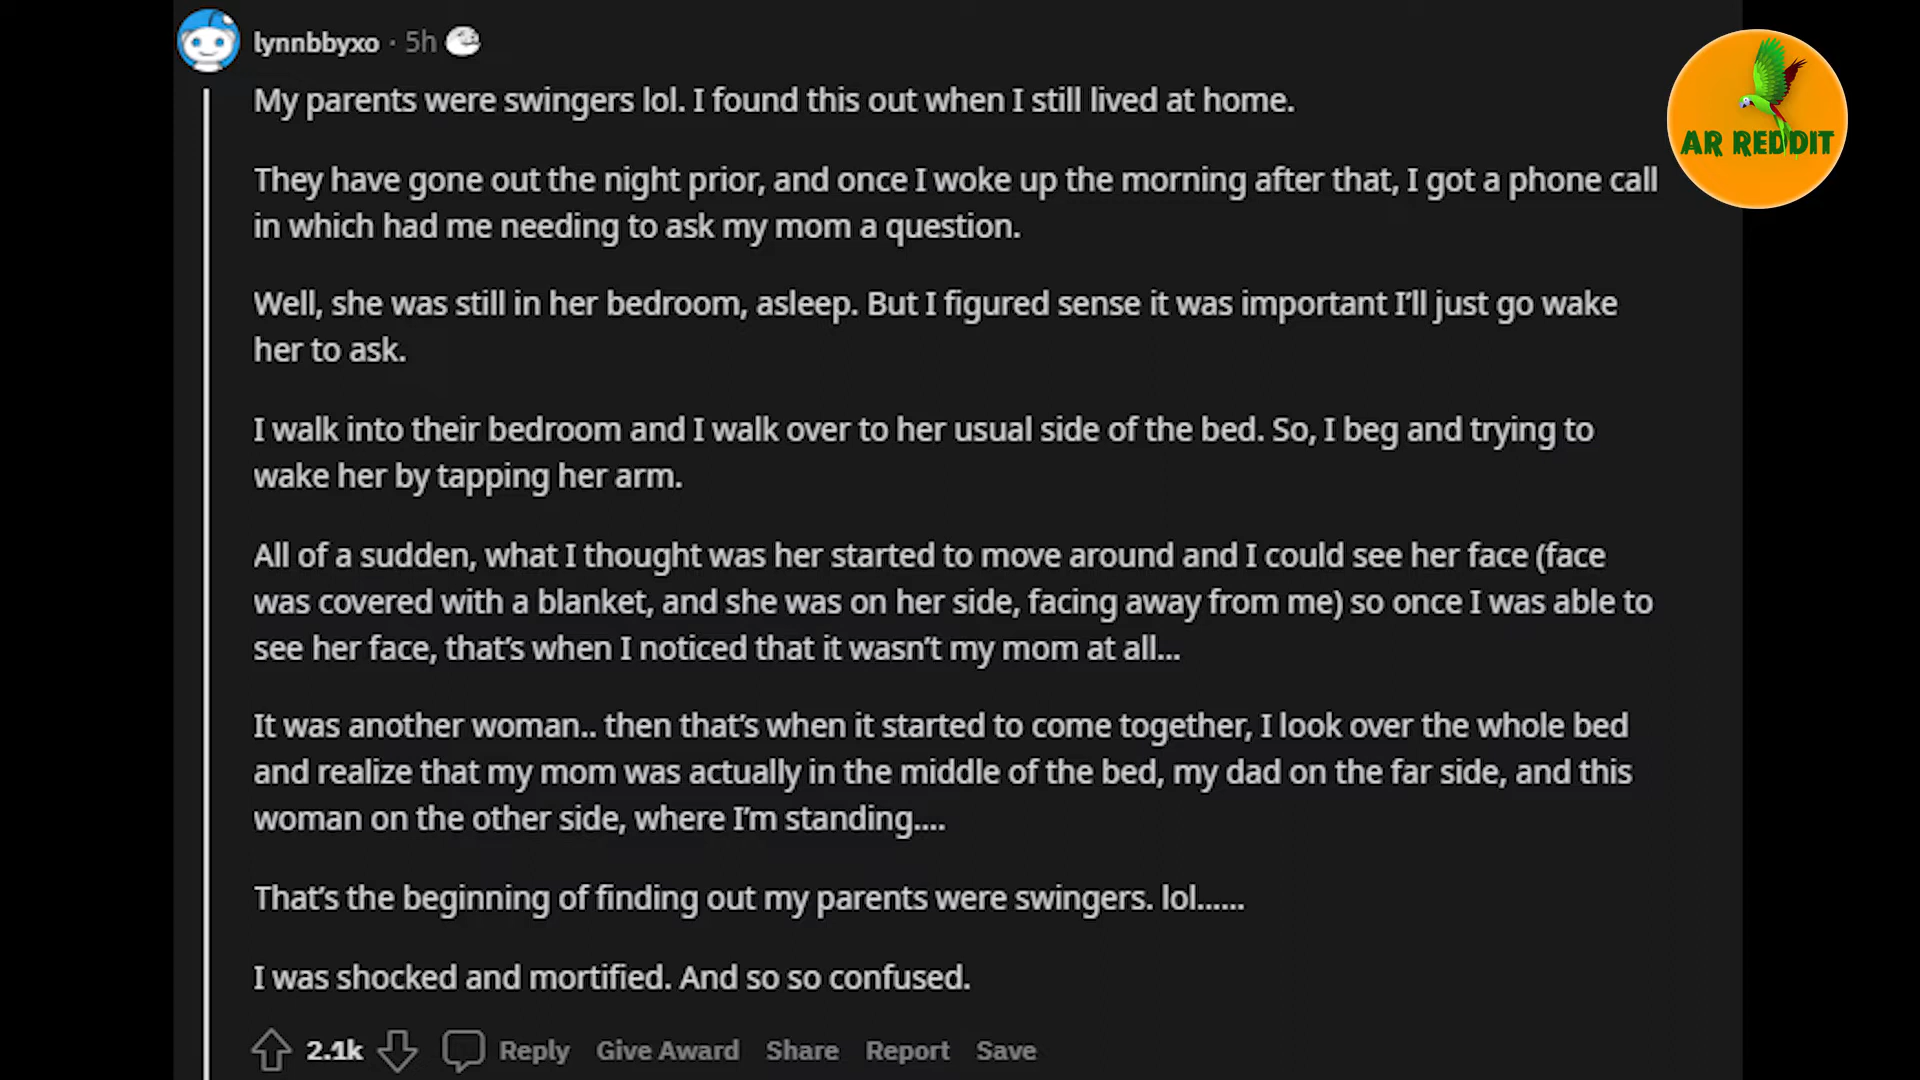 lynnbbyxo · 5h
AR REDDIT
My parents were swingers lol. I found this out when I still lived at home.
They have gone out the night prior, and once I woke up the morning after that, I got a phone call
in which had me needing to ask my mom a question.
Well, she was still in her bedroom, asleep. But I figured sense it was important I'll just go wake
her to ask.
I walk into their bedroom and I walk over to her usual side of the bed. So, I beg and trying to
wake her by tapping her arm.
All of a sudden, what I thought was her started to move around and I could see her face (face
was covered with a blanket, and she was on her side, facing away from me) so once I was able to
see her face, that's when I noticed that it wasn't my mom at all...
It was another woman.. then that's when it started to come together, I look over the whole bed
and realize that my mom was actually in the middle of the bed, my dad on the far side, and this
woman on the other side, where I'm standing....
That's the beginning of finding out my parents were swingers. lol......
I was shocked and mortified. And so so confused.
2.1k Reply Give Award Share Report Save